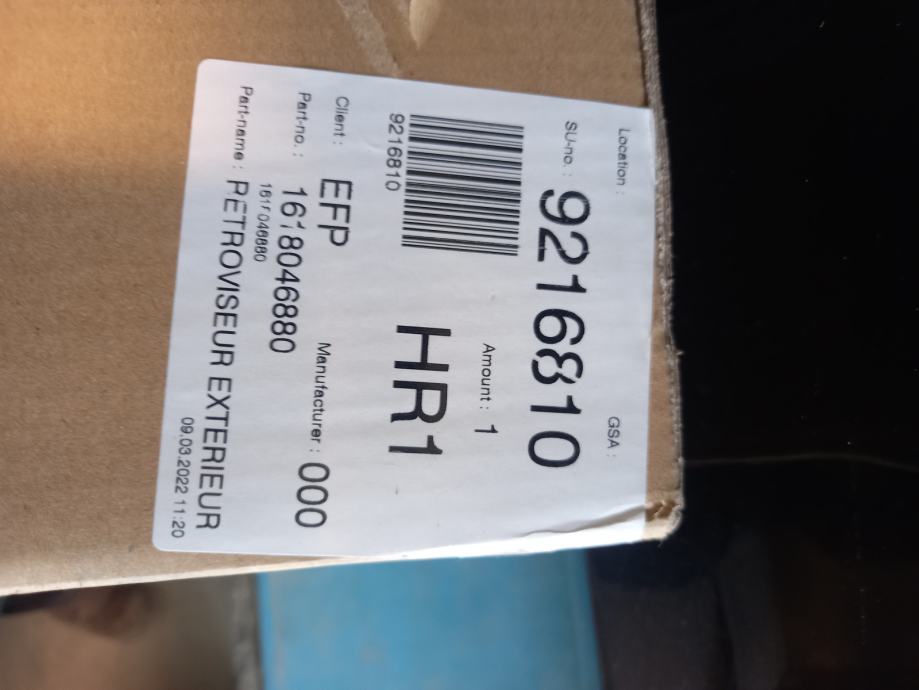 Location :
GSA :
SU-no. : 9216810
Amount : 1
9216810
HR1
Client : EFP
Manufacturer : 000
Part-no. : 1618046880
Part-name : RETROVISEUR EXTERIEUR
09.03.2022 11:20